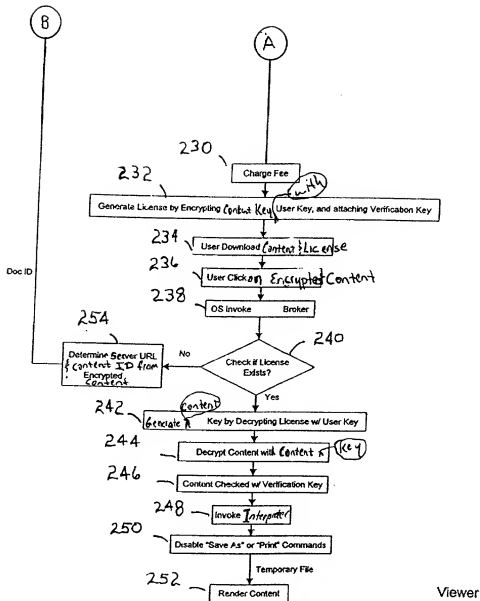 B
A
230
Charge Fee
232
with
Generate License by Encrypting Content Key User Key, and attaching Verification Key
234
User Download Content & License
236
User Click on Encrypted Content
Doc ID
238
OS Invoke Broker
254
240
No
Determine Server URL
& Content ID from
Encrypted
Content
Check if License
Exists?
Yes
242
content
Generate Key by Decrypting License w/ User Key
244
Decrypt Content with Content Key
246
Content Checked w/ Verification Key
248
Invoke Interpreter
250
Disable "Save As" or "Print" Commands
Temporary File
252
Render Content
Viewer